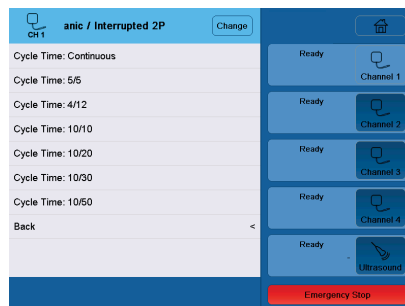 CH 1
anic / Interrupted 2P
Change
Cycle Time: Continuous
Cycle Time: 5/5
Cycle Time: 4/12
Cycle Time: 10/10
Cycle Time: 10/20
Cycle Time: 10/30
Cycle Time: 10/50
Back <
Ready
Channel 1
Ready
Channel 2
Ready
Channel 3
Ready
Channel 4
Ready
-
Ultrasound
Emergency Stop